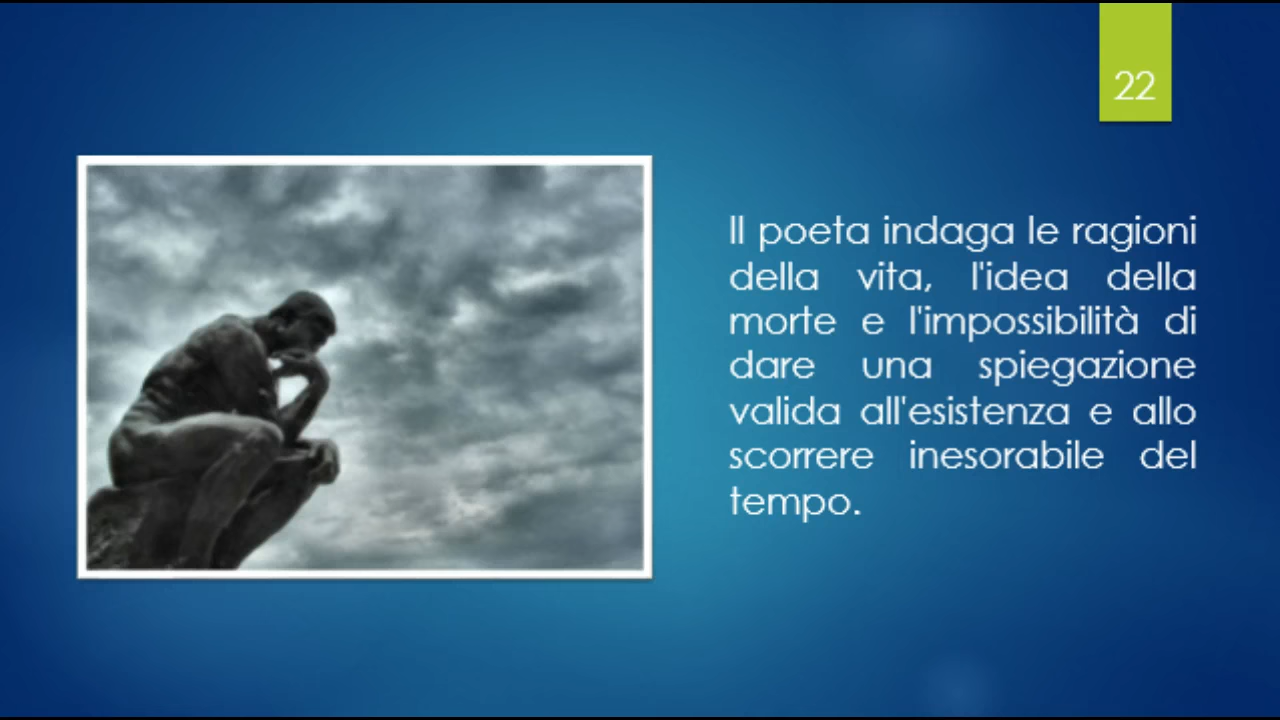 22
Il poeta indaga le ragioni
della vita, l'idea della
morte e l'impossibilità di
dare una spiegazione
valida all'esistenza e allo
scorrere inesorabile del
tempo.